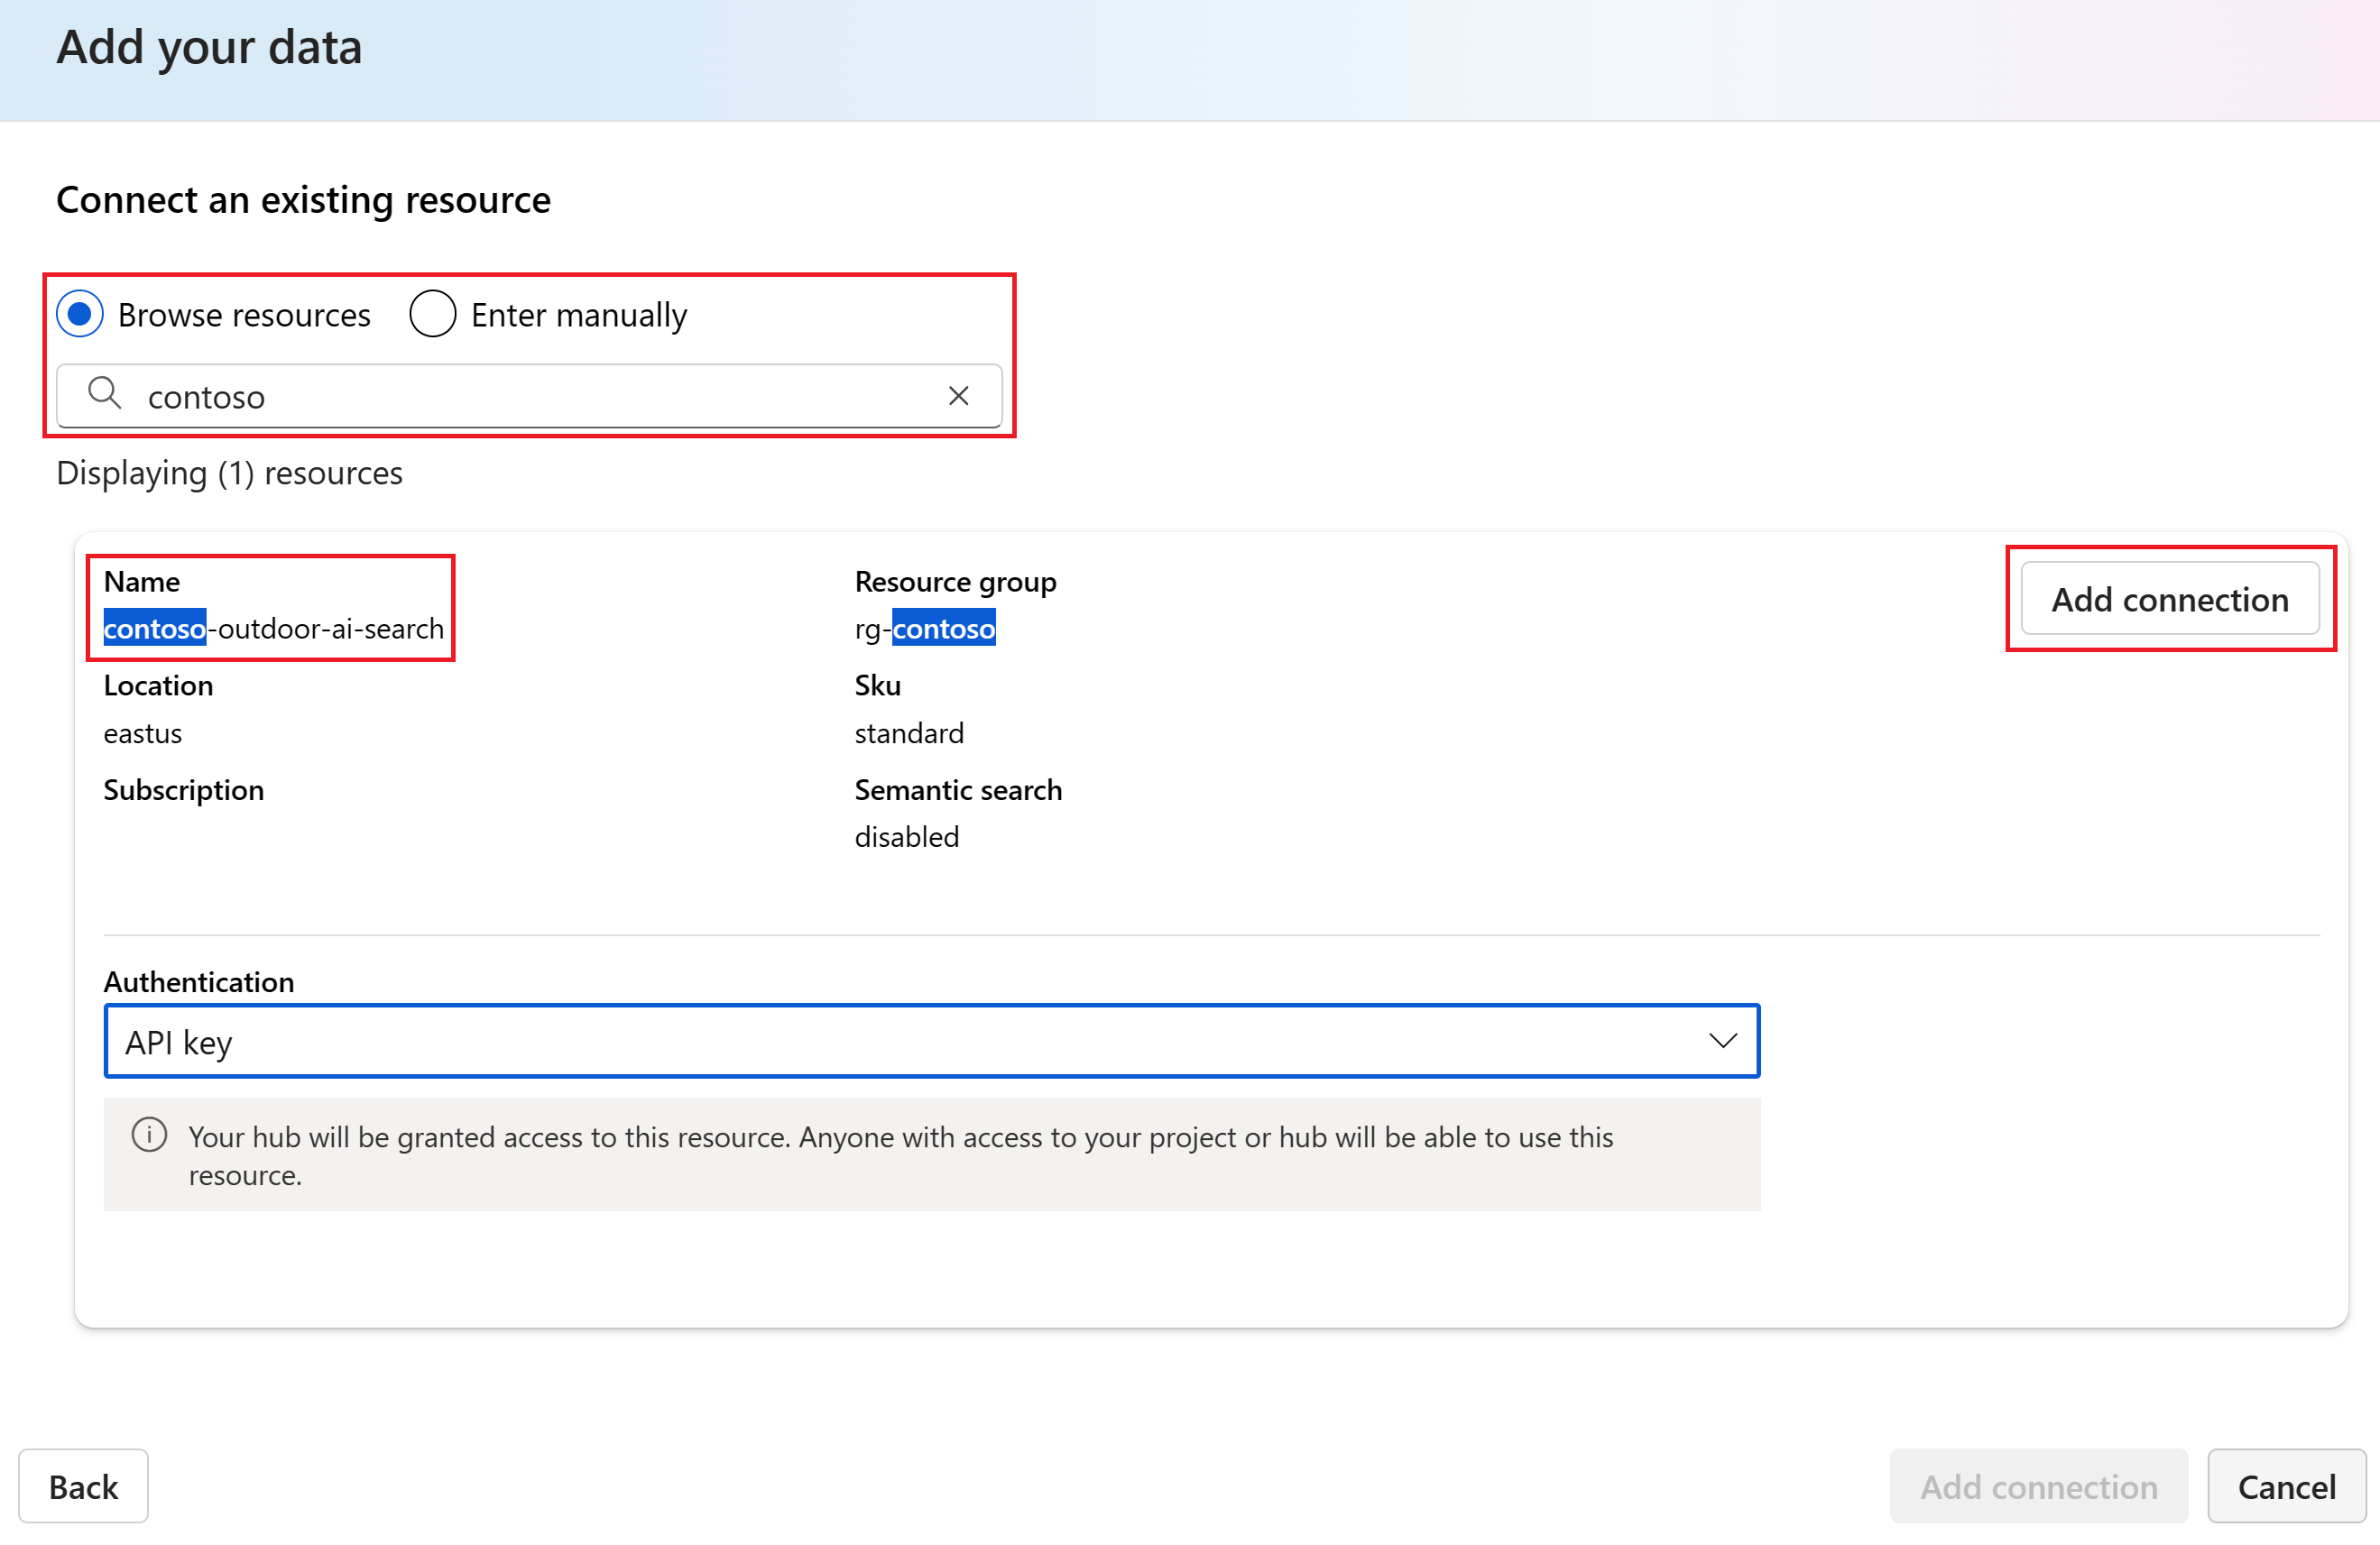 Add your data
Connect an existing resource
Browse resources Enter manually
contoso
Displaying (1) resources
Name Resource group Add connection
contoso-outdoor-ai-search rg-contoso
Location Sku
eastus standard
Subscription Semantic search
disabled
Authentication
API key
Your hub will be granted access to this resource. Anyone with access to your project or hub will be able to use this
resource.
Back Add connection Cancel